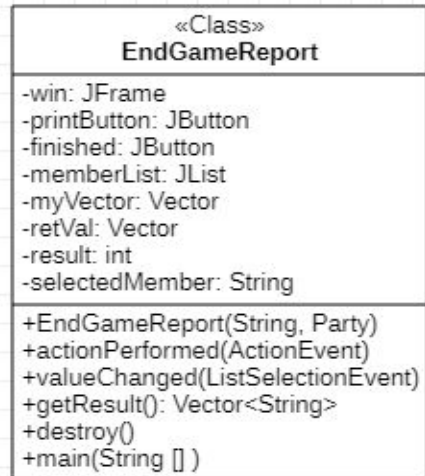 «Class»
EndGameReport
-win: JFrame
-printButton: JButton
-finished: JButton
-memberList: JList
-myVector: Vector
-retVal: Vector
-result: int
-selectedMember: String
+EndGameReport(String, Party)
+actionPerformed(ActionEvent)
+valueChanged(ListSelectionEvent)
+getResult(): Vector<String>
+destroy()
+main(String [] )